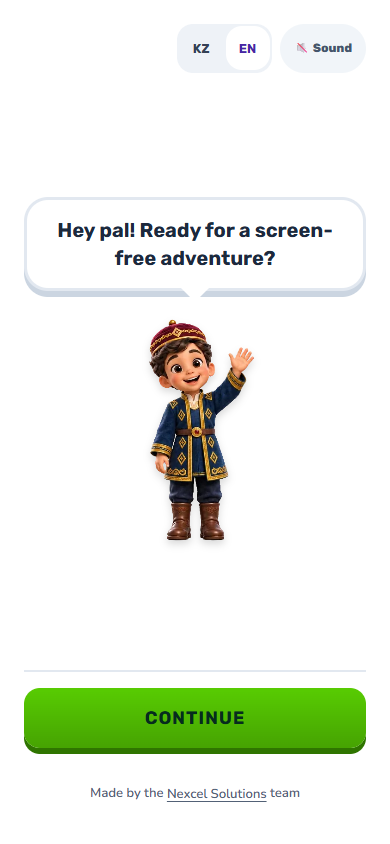 KZ
EN
Sound
Hey pal! Ready for a screen-
free adventure?
CONTINUE
Made by the Nexcel Solutions team